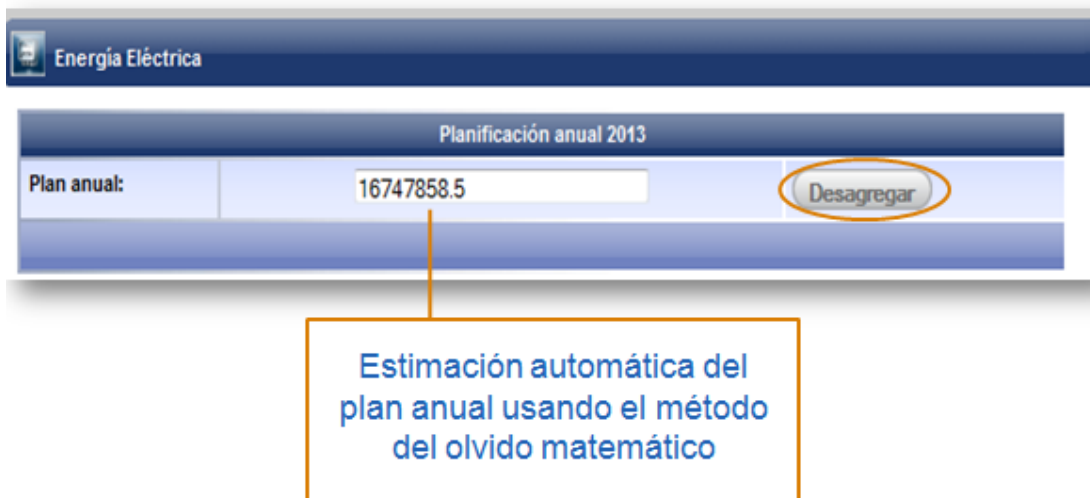 Energía Eléctrica
Planificación anual 2013
Plan anual:
16747858.5
Desagregar
Estimación automática del
plan anual usando el método
del olvido matemático